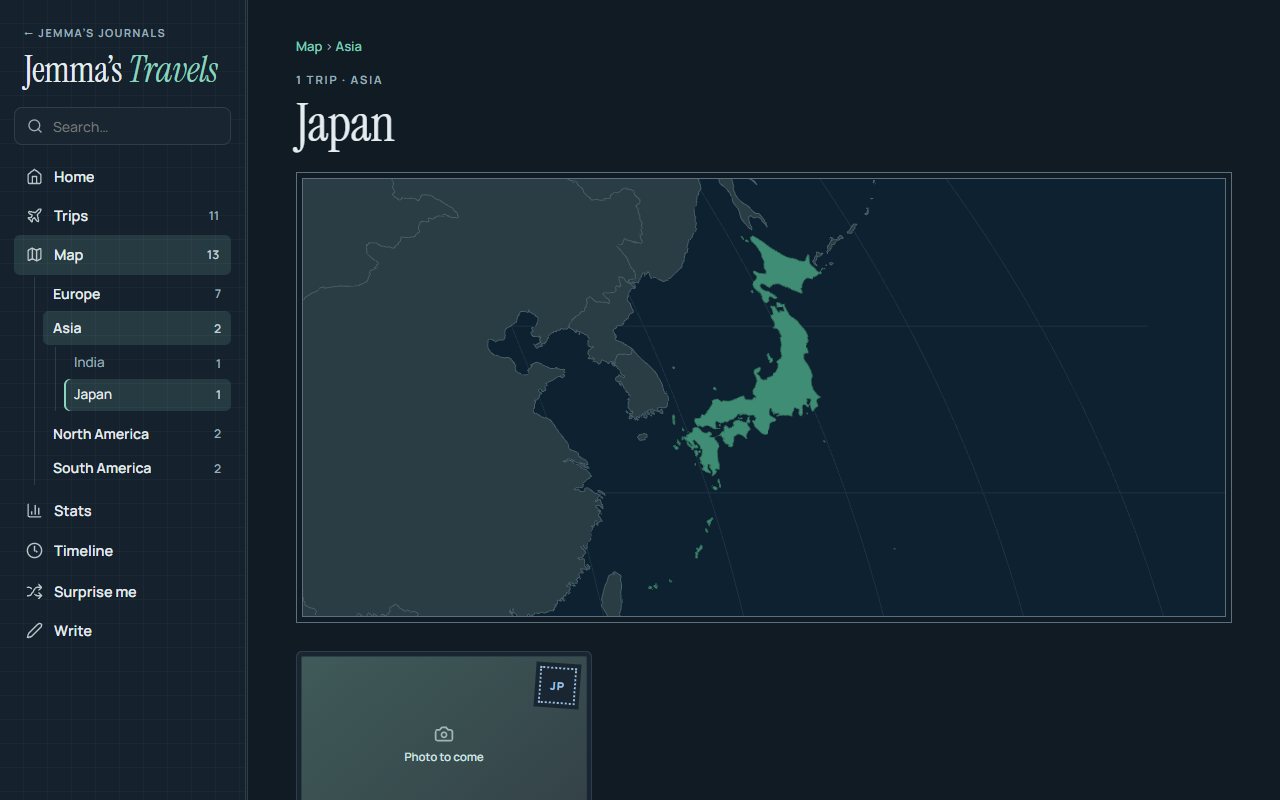 ← JEMMA'S JOURNALS
Jemma's Travels
Search…
Home
Trips 11
Map 13
Europe 7
Asia 2
India 1
Japan 1
North America 2
South America 2
Stats
Timeline
Surprise me
Write
Map › Asia
1 TRIP · ASIA
Japan
JP
Photo to come